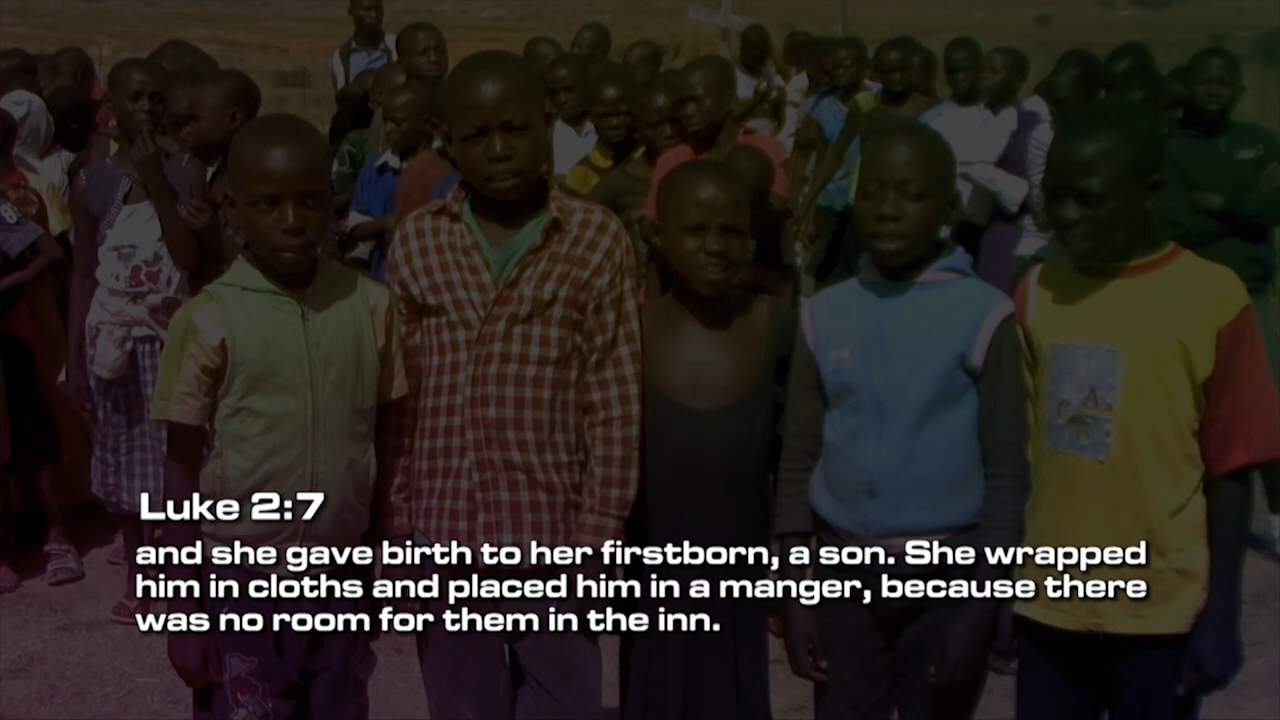 Luke 2:7
and she gave birth to her firstborn, a son. She wrapped
him in cloths and placed him in a manger, because there
was no room for them in the inn.